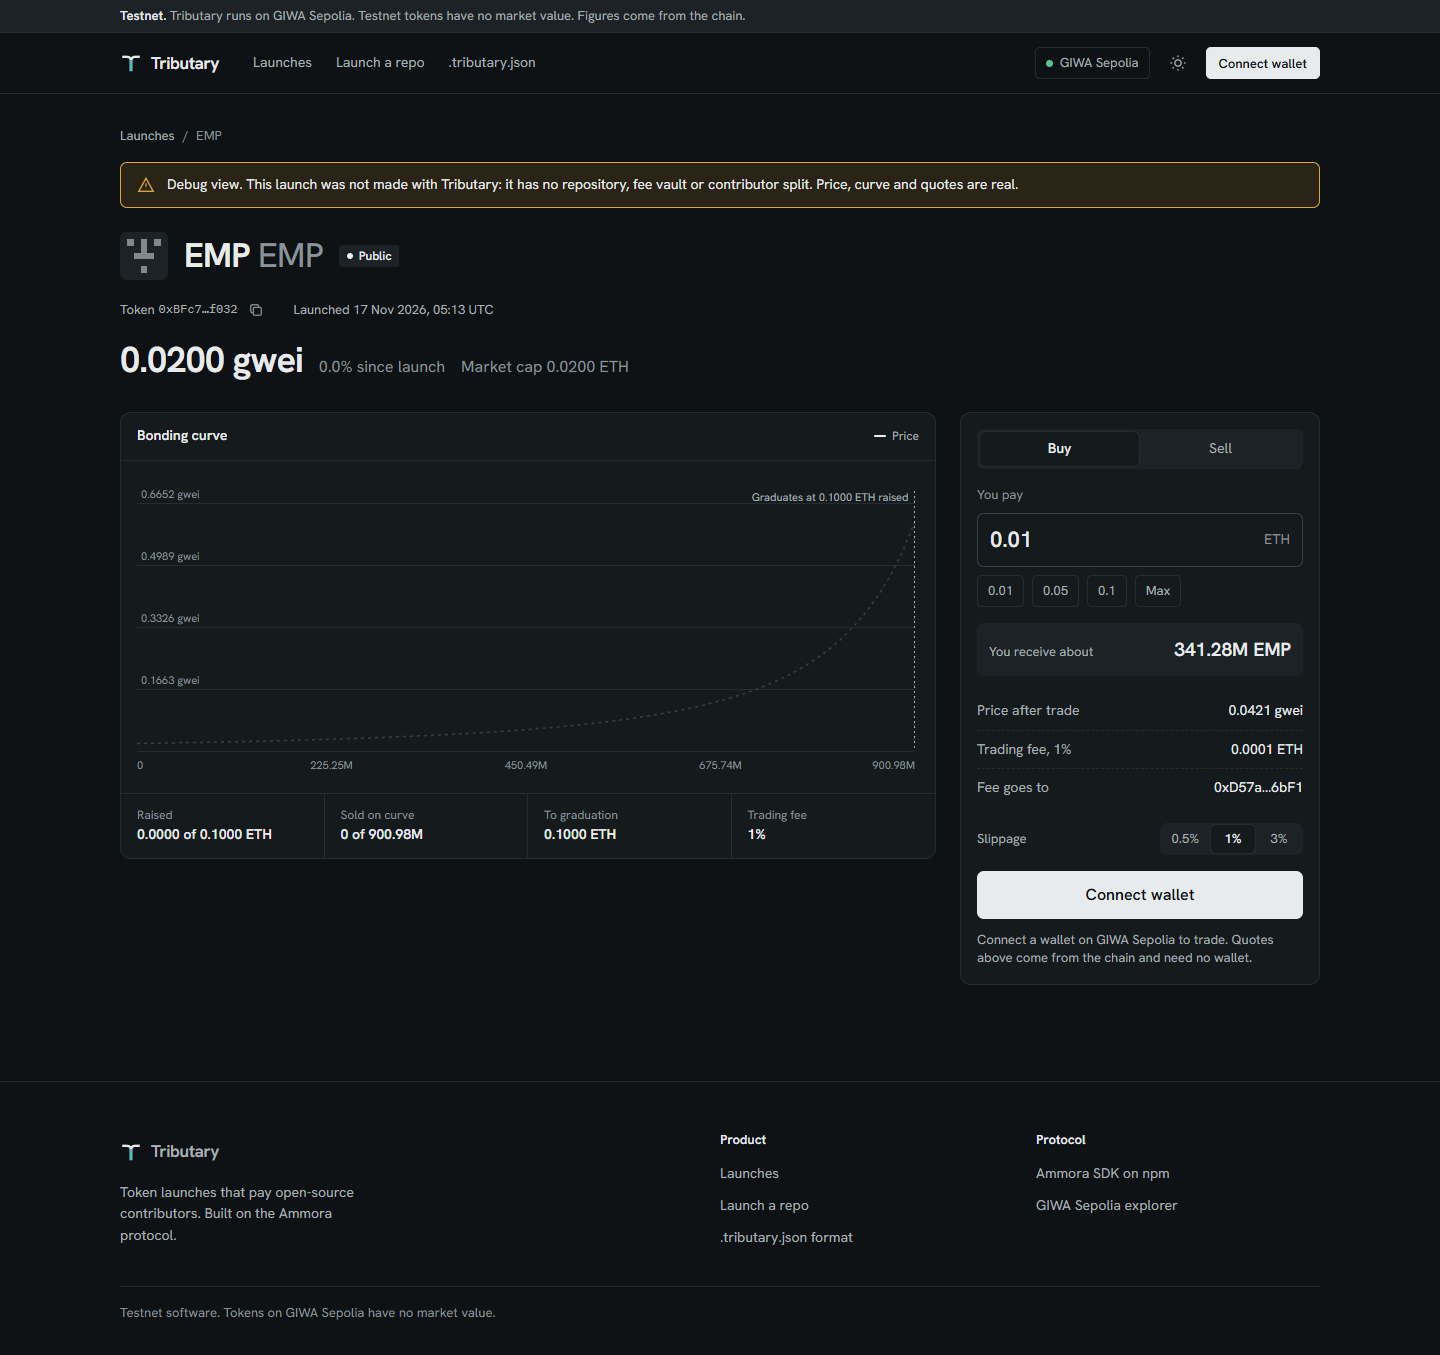 Testnet. Tributary runs on GIWA Sepolia. Testnet tokens have no market value. Figures come from the chain.
Tributary
Launches
Launch a repo
.tributary.json
GIWA Sepolia
Connect wallet
Launches / EMP
Debug view. This launch was not made with Tributary: it has no repository, fee vault or contributor split. Price, curve and quotes are real.
EMP EMP
Public
Token 0xBFc7…f032
Launched 17 Nov 2026, 05:13 UTC
0.0200 gwei
0.0% since launch
Market cap 0.0200 ETH
Bonding curve
Price
0.6652 gwei
Graduates at 0.1000 ETH raised
0.4989 gwei
0.3326 gwei
0.1663 gwei
0
225.25M
450.49M
675.74M
900.98M
Raised
0.0000 of 0.1000 ETH
Sold on curve
0 of 900.98M
To graduation
0.1000 ETH
Trading fee
1%
Buy
Sell
You pay
0.01
ETH
0.01
0.05
0.1
Max
You receive about
341.28M EMP
Price after trade
0.0421 gwei
Trading fee, 1%
0.0001 ETH
Fee goes to
0xD57a…6bF1
Slippage
0.5%
1%
3%
Connect wallet
Connect a wallet on GIWA Sepolia to trade. Quotes
above come from the chain and need no wallet.
Tributary
Token launches that pay open-source
contributors. Built on the Ammora
protocol.
Product
Launches
Launch a repo
.tributary.json format
Protocol
Ammora SDK on npm
GIWA Sepolia explorer
Testnet software. Tokens on GIWA Sepolia have no market value.